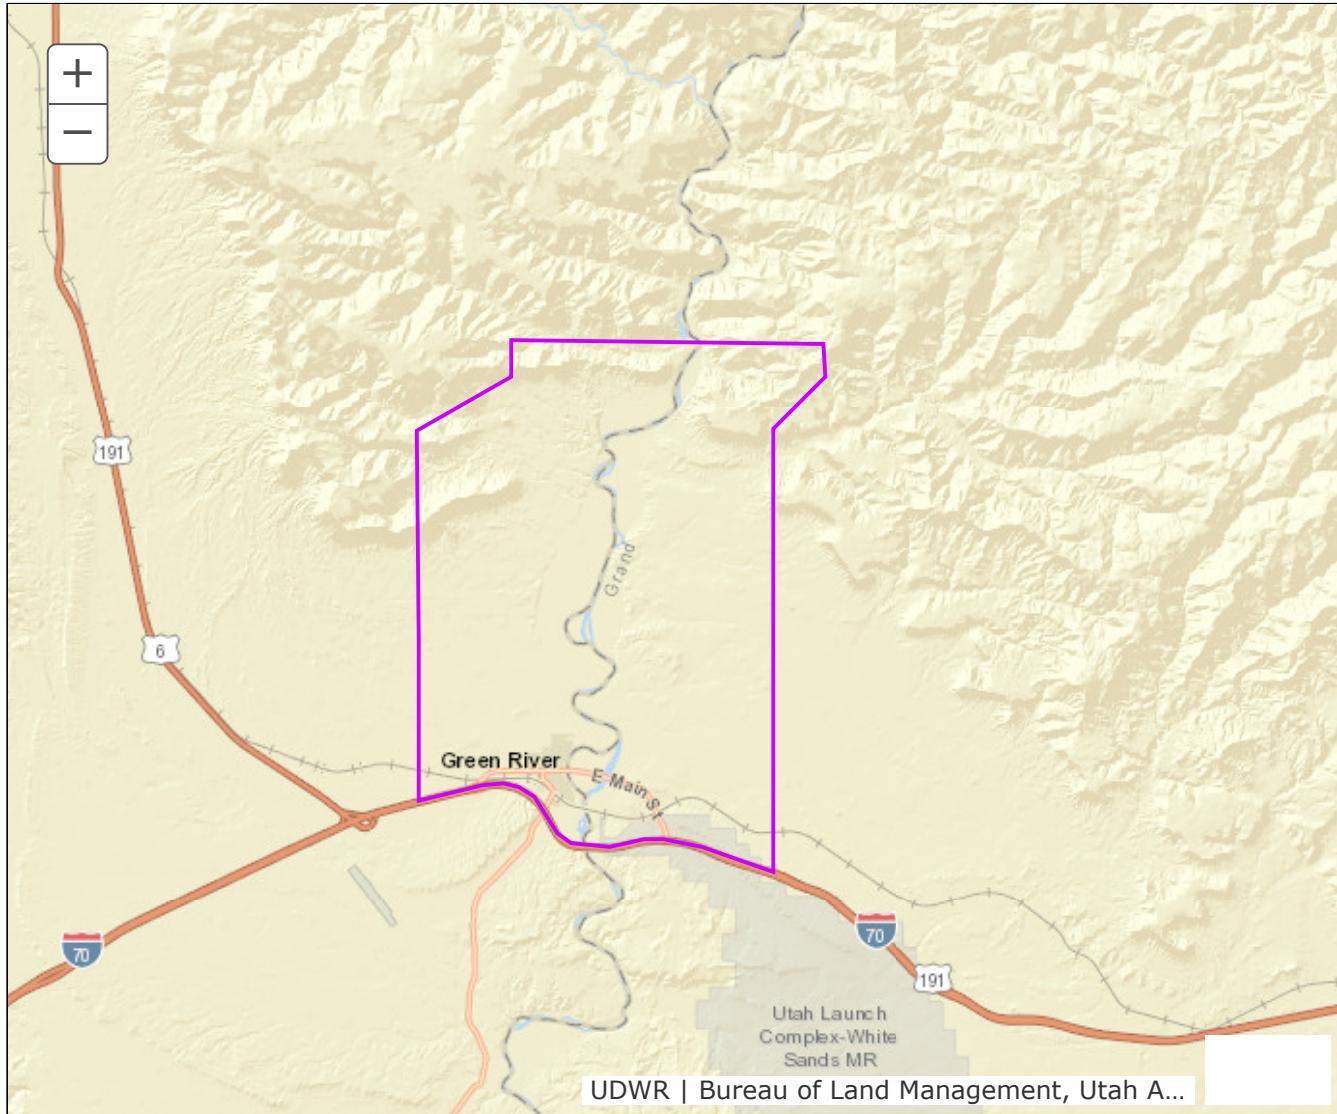 +
−
191
6
Grand
Green River
E Main St
70
70
191
Utah Launch
Complex-White
Sands MR
UDWR | Bureau of Land Management, Utah A...